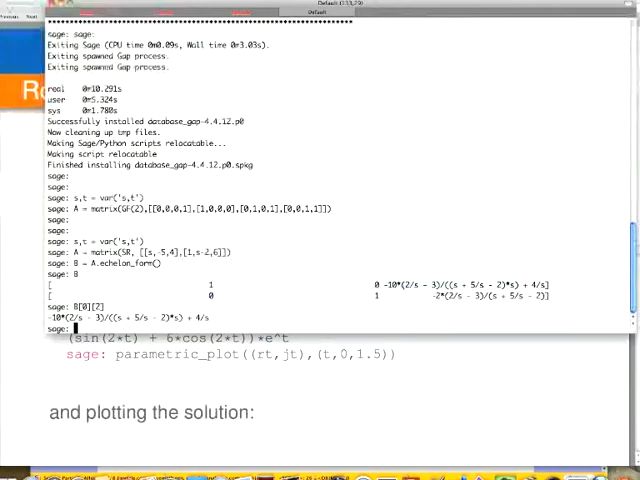 Default (133,29)
Default
Previous Next
Ro
sage: sage:
Exiting Sage (CPU time 0m0.09s, Wall time 0m3.03s).
Exiting spawned Gap process.
Exiting spawned Gap process.
real 0m10.291s
user 0m5.324s
sys 0m1.780s
Successfully installed database_gap-4.4.12.p0
Now cleaning up tmp files.
Making Sage/Python scripts relocatable...
Making script relocatable
Finished installing database_gap-4.4.12.p0.spkg
sage:
sage:
sage: s,t = var('s,t')
sage: A = matrix(GF(2),[[0,0,0,1],[1,0,0,0],[0,1,0,1],[0,0,1,1]])
sage:
sage:
sage: s,t = var('s,t')
sage: A = matrix(SR, [[s,-5,4],[1,s-2,6]])
sage: B = A.echelon_form()
sage: B
[ 1 0 -10*(2/s - 3)/((s + 5/s - 2)*s) + 4/s]
[ 0 1 -2*(2/s - 3)/(s + 5/s - 2)]
sage: B[0][2]
-10*(2/s - 3)/((s + 5/s - 2)*s) + 4/s
sage:
(sin(2*t) + 6*cos(2*t))*e^t
sage: parametric_plot((rt,jt),(t,0,1.5))
and plotting the solution: